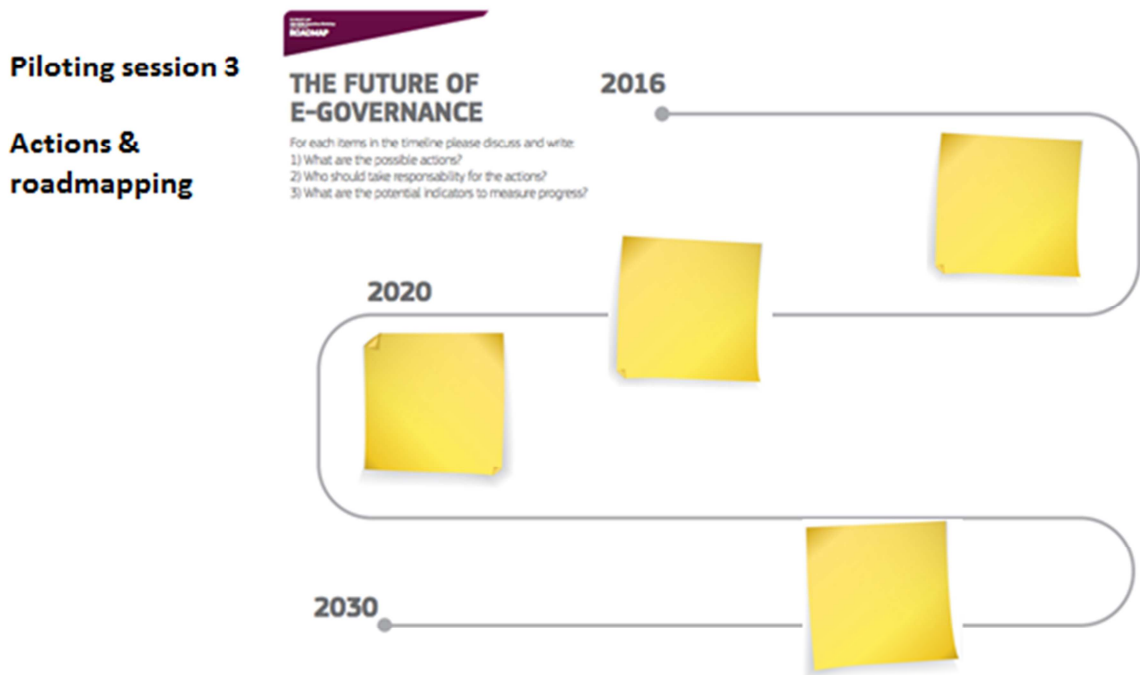 Piloting session 3
Actions &
roadmapping
ROADMAP
THE FUTURE OF
E-GOVERNANCE
For each items in the timeline please discuss and write:
1) What are the possible actions?
2) Who should take responsability for the actions?
3) What are the potential indicators to measure progress?
2016
2020
2030